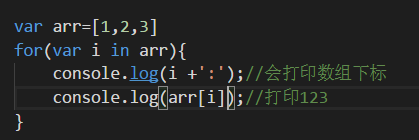 var arr=[1,2,3]
for(var i in arr){
    console.log(i +':');//会打印数组下标
    console.log(arr[i]);//打印123
}